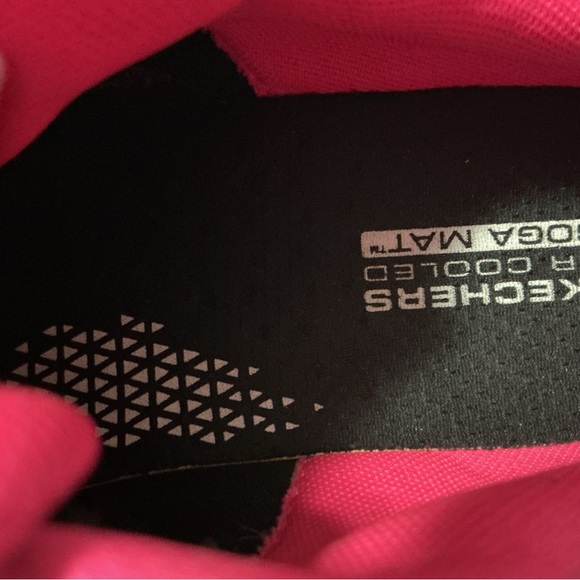 KECHERS
R COOLED
OGA MAT™